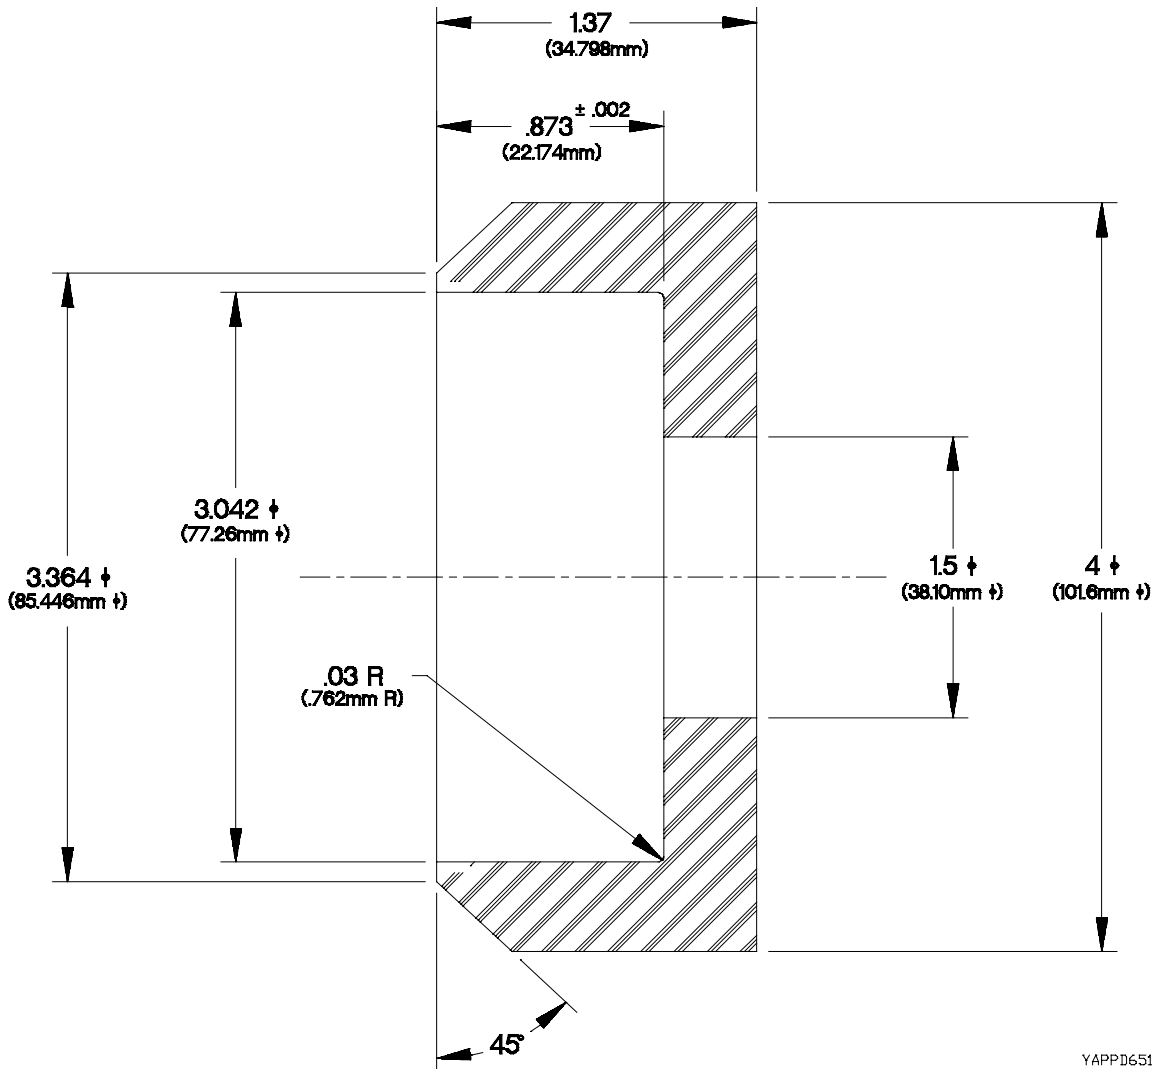 1.37
(34.798mm)
.873 ± .002
(22.174mm)
3.042 ⌀
(77.26mm ⌀)
3.364 ⌀
(85.446mm ⌀)
1.5 ⌀
(38.10mm ⌀)
4 ⌀
(101.6mm ⌀)
.03 R
(.762mm R)
45°
YAPPD651